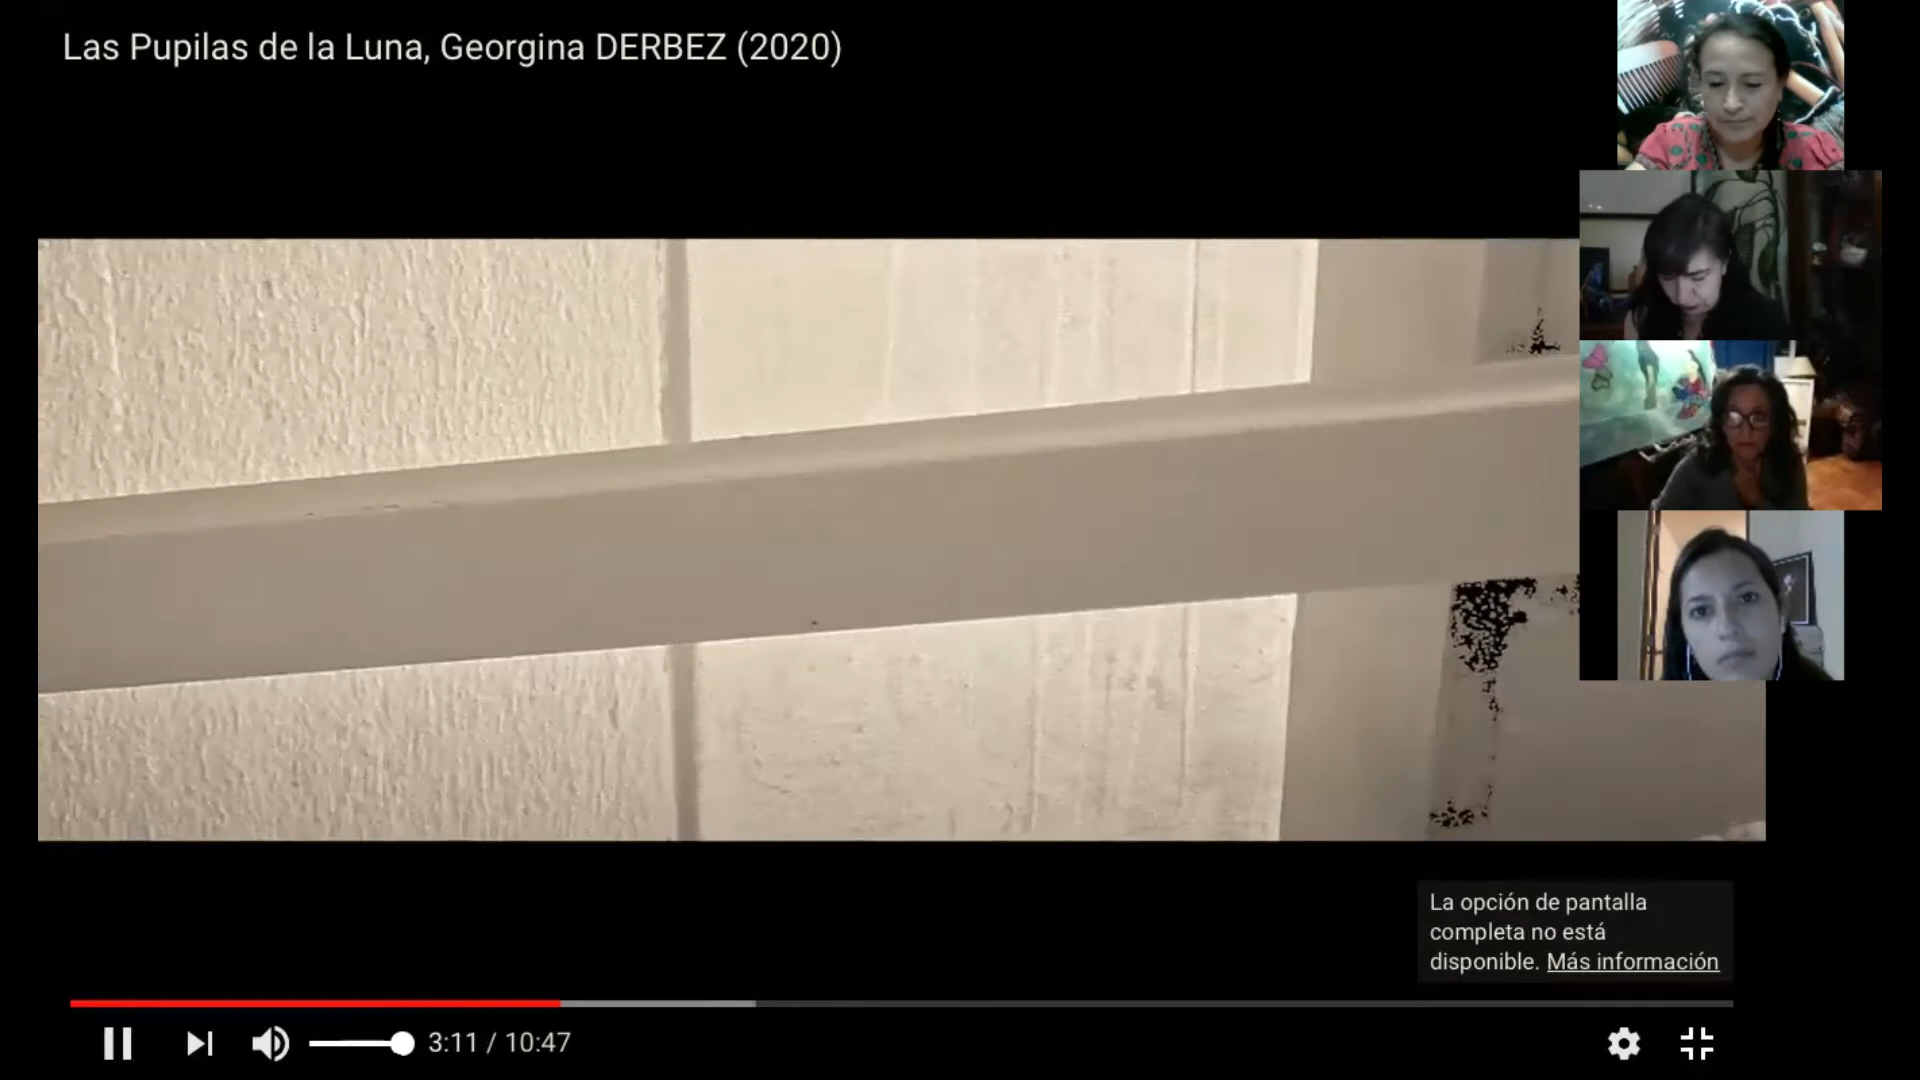 Las Pupilas de la Luna, Georgina DERBEZ (2020)
La opción de pantalla
completa no está
disponible. Más información
3:11 / 10:47